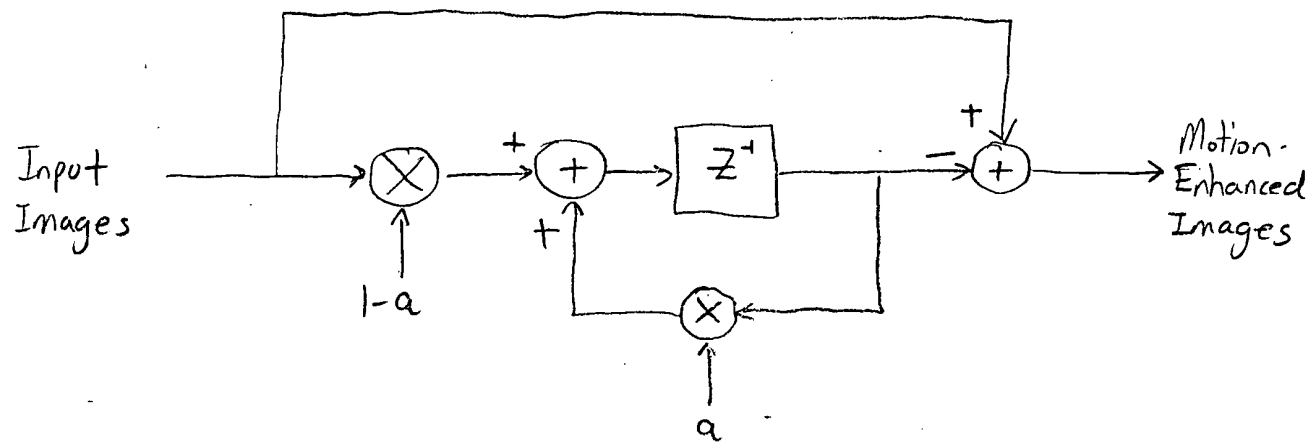 Input
Images
×
1-a
+
+
+
Z⁻¹
×
a
−
+
+
Motion-
Enhanced
Images